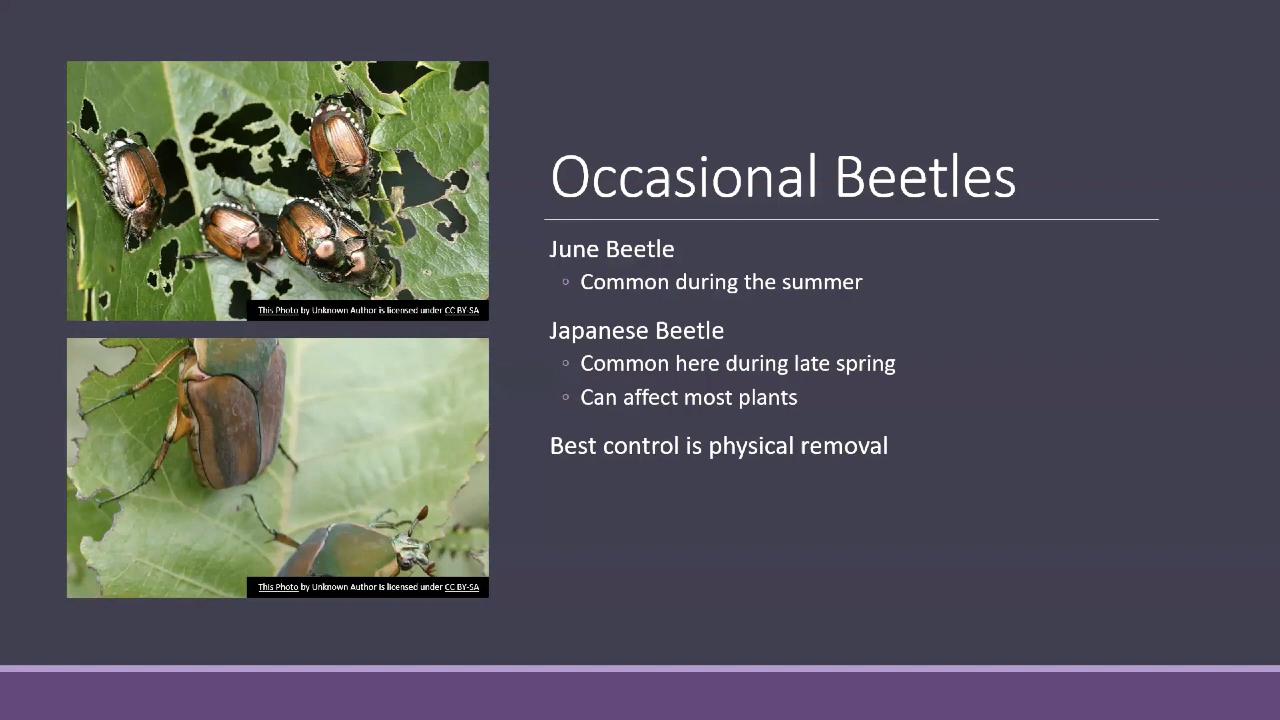 This Photo by Unknown Author is licensed under CC BY-SA
This Photo by Unknown Author is licensed under CC BY-SA
Occasional Beetles
June Beetle
◦ Common during the summer
Japanese Beetle
◦ Common here during late spring
◦ Can affect most plants
Best control is physical removal